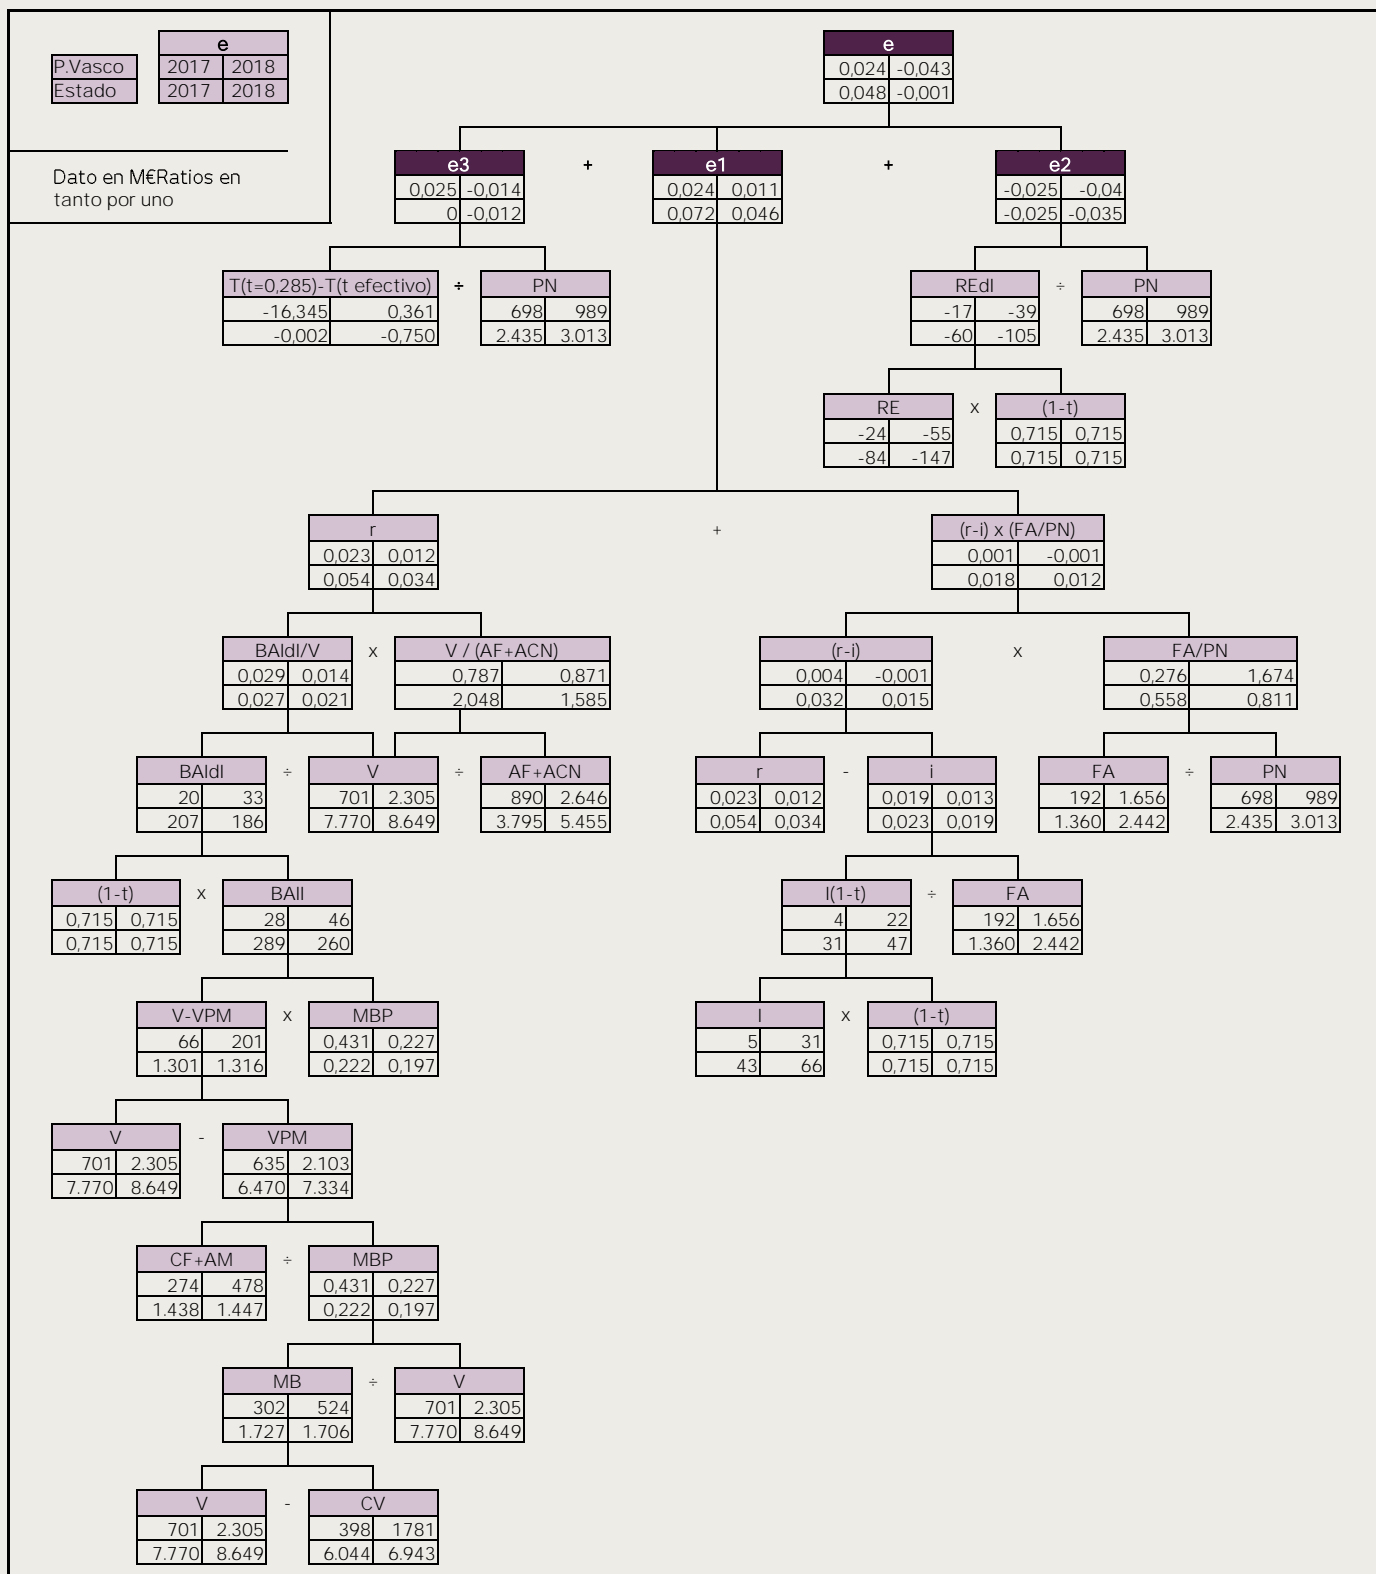 e
P.Vasco 2017 2018
Estado 2017 2018
Dato en M€Ratios en
tanto por uno
e
0,024 -0,043
0,048 -0,001
e3 + e1 + e2
0,025 -0,014 0,024 0,011 -0,025 -0,04
0 -0,012 0,072 0,046 -0,025 -0,035
T(t=0,285)-T(t efectivo) ÷ PN REdI ÷ PN
-16,345 0,361 698 989 -17 -39 698 989
-0,002 -0,750 2.435 3.013 -60 -105 2.435 3.013
RE x (1-t)
-24 -55 0,715 0,715
-84 -147 0,715 0,715
r + (r-i) x (FA/PN)
0,023 0,012 0,001 -0,001
0,054 0,034 0,018 0,012
BAIdI/V x V / (AF+ACN) (r-i) x FA/PN
0,029 0,014 0,787 0,871 0,004 -0,001 0,276 1,674
0,027 0,021 2,048 1,585 0,032 0,015 0,558 0,811
BAIdI ÷ V ÷ AF+ACN r - i FA ÷ PN
20 33 701 2.305 890 2.646 0,023 0,012 0,019 0,013 192 1.656 698 989
207 186 7.770 8.649 3.795 5.455 0,054 0,034 0,023 0,019 1.360 2.442 2.435 3.013
(1-t) x BAII I(1-t) ÷ FA
0,715 0,715 28 46 4 22 192 1.656
0,715 0,715 289 260 31 47 1.360 2.442
V-VPM x MBP I x (1-t)
66 201 0,431 0,227 5 31 0,715 0,715
1.301 1.316 0,222 0,197 43 66 0,715 0,715
V - VPM
701 2.305 635 2.103
7.770 8.649 6.470 7.334
CF+AM ÷ MBP
274 478 0,431 0,227
1.438 1.447 0,222 0,197
MB ÷ V
302 524 701 2.305
1.727 1.706 7.770 8.649
V - CV
701 2.305 398 1781
7.770 8.649 6.044 6.943